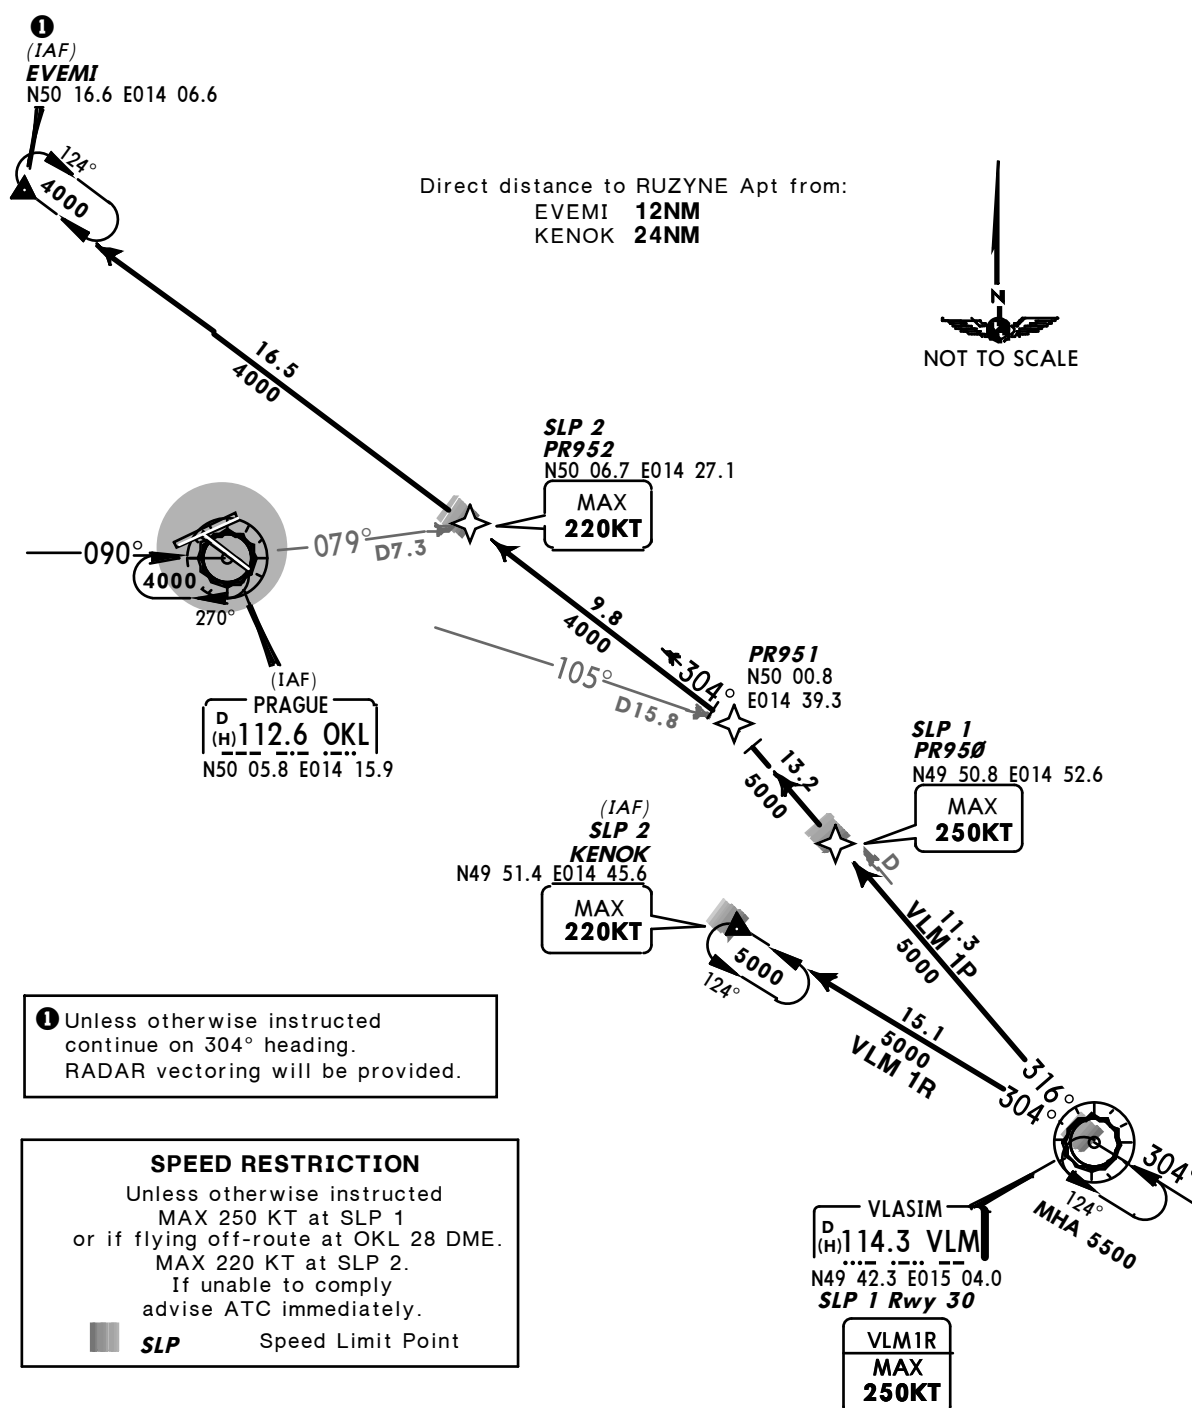 ❶
(IAF)
EVEMI
N50 16.6 E014 06.6
124°
4000
Direct distance to RUZYNE Apt from:
EVEMI 12NM
KENOK 24NM
N
NOT TO SCALE
16.5
4000
SLP 2
PR952
N50 06.7 E014 27.1
MAX
220KT
090°
4000
270°
079°
D7.3
(IAF)
PRAGUE
D
(H) 112.6 OKL
N50 05.8 E014 15.9
9.8
4000
304°
105°
D15.8
PR951
N50 00.8
E014 39.3
13.2
5000
SLP 1
PR95Ø
N49 50.8 E014 52.6
MAX
250KT
D
(IAF)
SLP 2
KENOK
N49 51.4 E014 45.6
MAX
220KT
5000
124°
11.3
VLM 1P
5000
15.1
5000
VLM 1R
316°
304°
304°
124°
MHA 5500
VLASIM
D
(H) 114.3 VLM
N49 42.3 E015 04.0
SLP 1 Rwy 30
VLM1R
MAX
250KT
❶ Unless otherwise instructed
continue on 304° heading.
RADAR vectoring will be provided.
SPEED RESTRICTION
Unless otherwise instructed
MAX 250 KT at SLP 1
or if flying off-route at OKL 28 DME.
MAX 220 KT at SLP 2.
If unable to comply
advise ATC immediately.
SLP Speed Limit Point